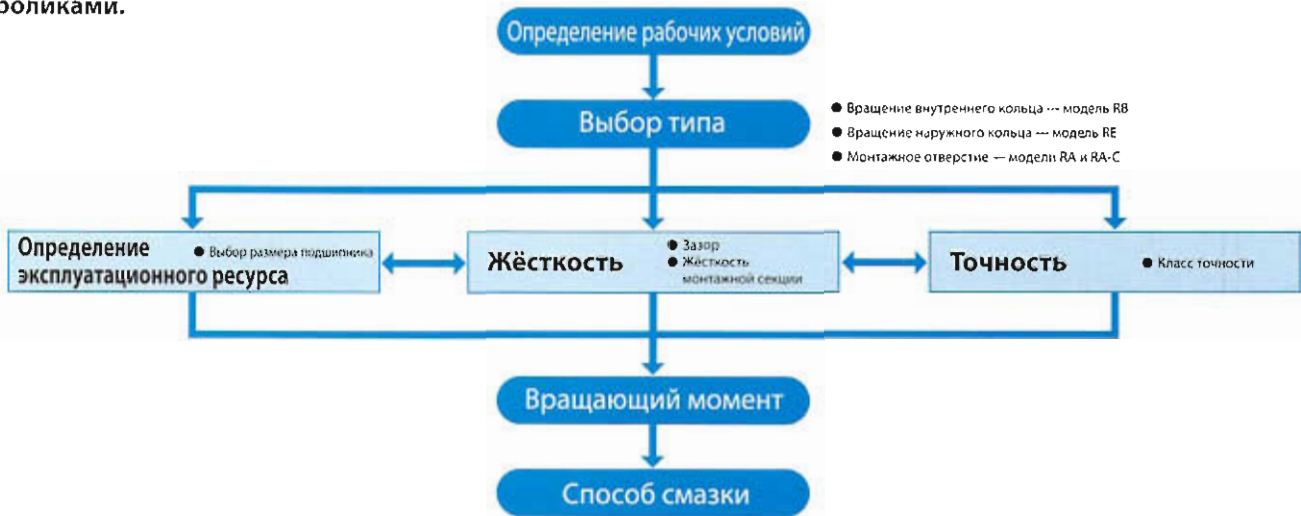 роликами.
Определение рабочих условий
Выбор типа
● Вращение внутреннего кольца --- модель RB
● Вращение наружного кольца — модель RE
● Монтажное отверстие — модели RA и RA-C
Определение
эксплуатационного ресурса
● Выбор размера подшипника
Жёсткость
● Зазор
● Жёсткость
монтажной секции
Точность
● Класс точности
Вращающий момент
Способ смазки